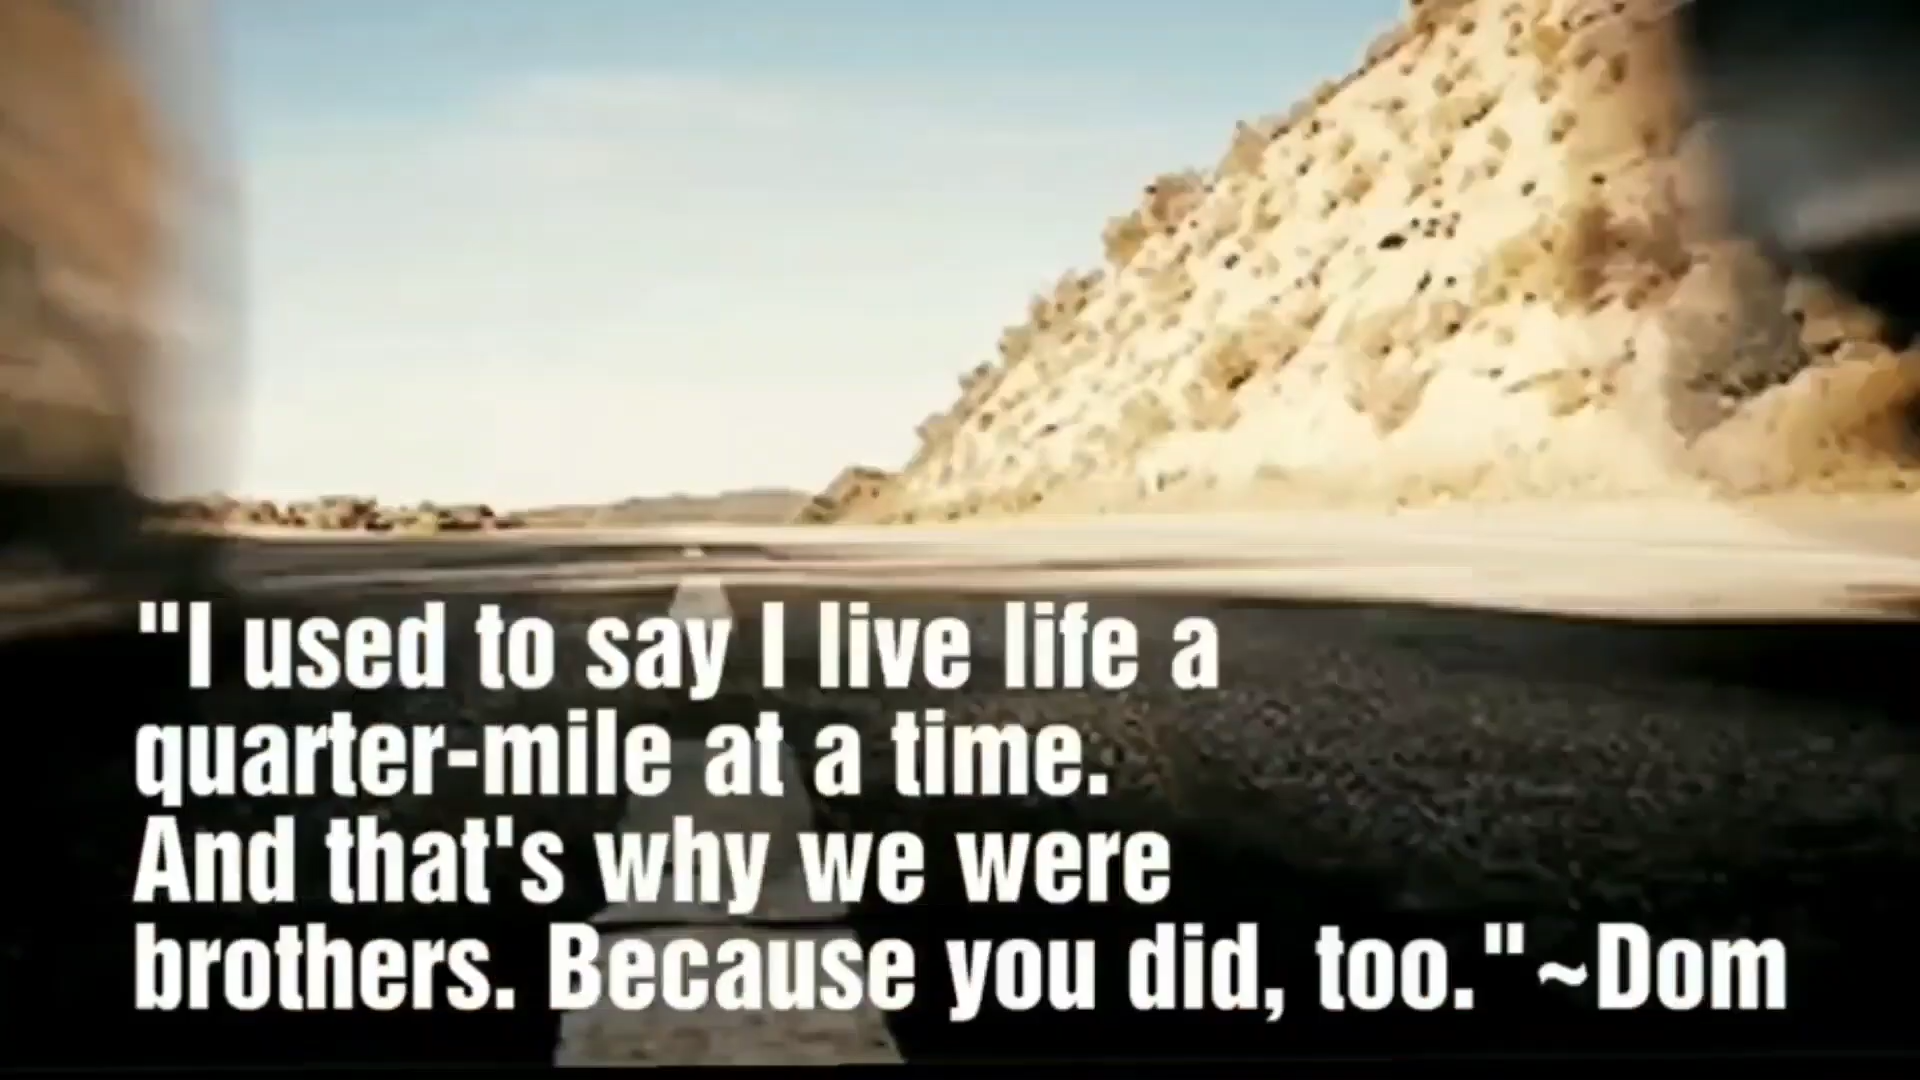 "I used to say I live life a
quarter-mile at a time.
And that's why we were
brothers. Because you did, too."~Dom